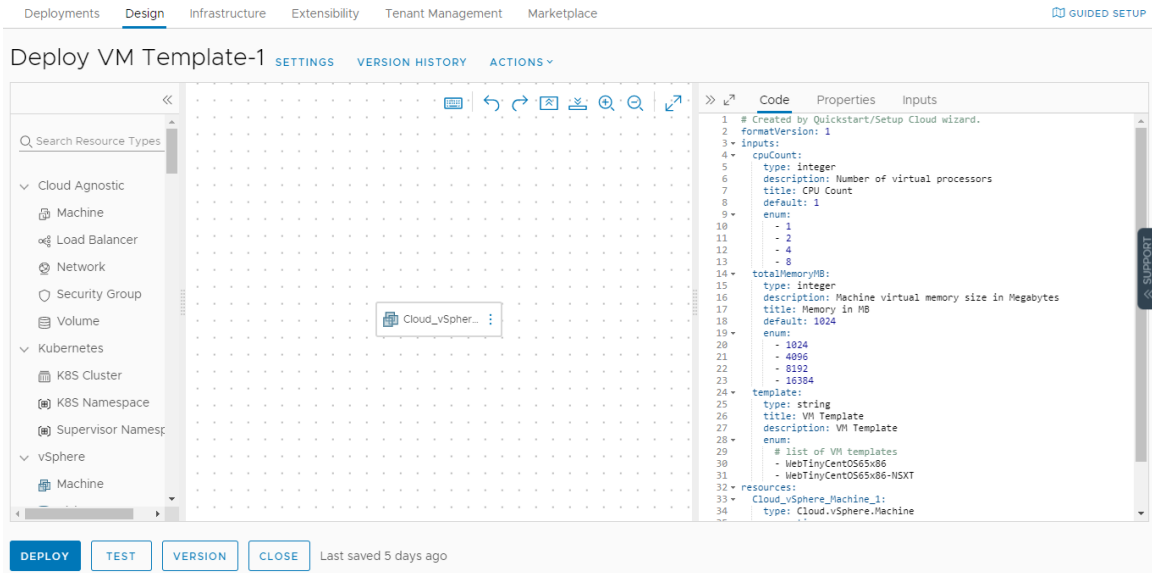 Deployments Design Infrastructure Extensibility Tenant Management Marketplace GUIDED SETUP
Deploy VM Template-1 SETTINGS VERSION HISTORY ACTIONS
Search Resource Types
Cloud Agnostic
Machine
Load Balancer
Network
Security Group
Volume
Kubernetes
K8S Cluster
K8S Namespace
Supervisor Namesp
vSphere
Machine
Cloud_vSpher...
Code Properties Inputs
1 # Created by Quickstart/Setup Cloud wizard.
2 formatVersion: 1
3 inputs:
4 cpuCount:
5 type: integer
6 description: Number of virtual processors
7 title: CPU Count
8 default: 1
9 enum:
10 - 1
11 - 2
12 - 4
13 - 8
14 totalMemoryMB:
15 type: integer
16 description: Machine virtual memory size in Megabytes
17 title: Memory in MB
18 default: 1024
19 enum:
20 - 1024
21 - 4096
22 - 8192
23 - 16384
24 template:
25 type: string
26 title: VM Template
27 description: VM Template
28 enum:
29 # list of VM templates
30 - WebTinyCentOS65x86
31 - WebTinyCentOS65x86-NSXT
32 resources:
33 Cloud_vSphere_Machine_1:
34 type: Cloud.vSphere.Machine
SUPPORT
DEPLOY TEST VERSION CLOSE Last saved 5 days ago